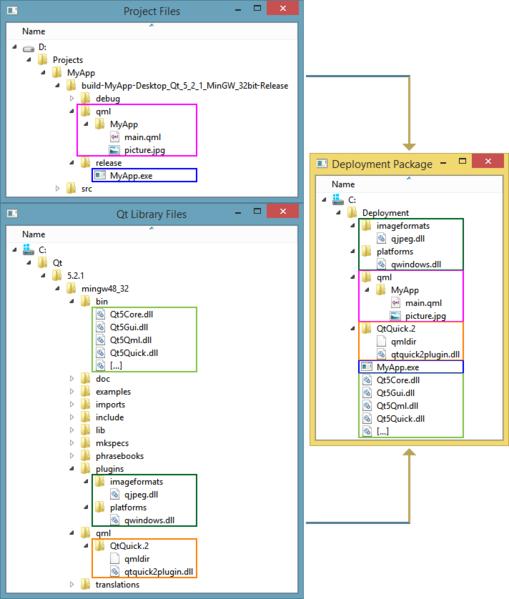 Project Files
Name
D:
Projects
MyApp
build-MyApp-Desktop_Qt_5_2_1_MinGW_32bit-Release
debug
qml
MyApp
main.qml
picture.jpg
release
MyApp.exe
src
Qt Library Files
Name
C:
Qt
5.2.1
mingw48_32
bin
Qt5Core.dll
Qt5Gui.dll
Qt5Qml.dll
Qt5Quick.dll
[...]
doc
examples
imports
include
lib
mkspecs
phrasebooks
plugins
imageformats
qjpeg.dll
platforms
qwindows.dll
qml
QtQuick.2
qmldir
qtquick2plugin.dll
translations
Deployment Package
Name
C:
Deployment
imageformats
qjpeg.dll
platforms
qwindows.dll
qml
MyApp
main.qml
picture.jpg
QtQuick.2
qmldir
qtquick2plugin.dll
MyApp.exe
Qt5Core.dll
Qt5Gui.dll
Qt5Qml.dll
Qt5Quick.dll
[...]